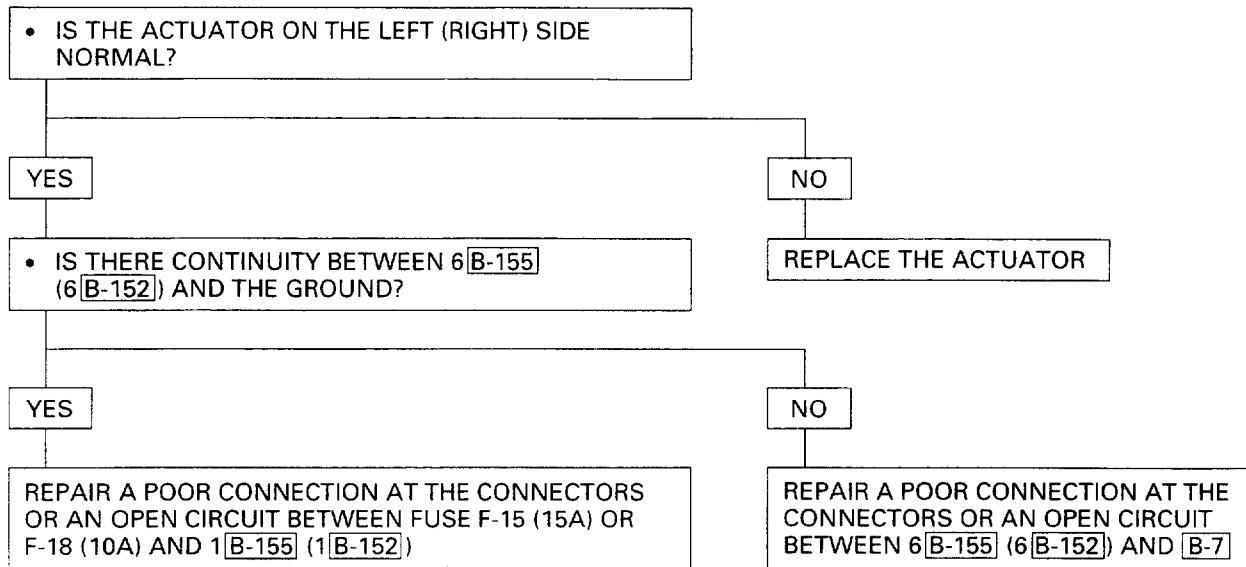 • IS THE ACTUATOR ON THE LEFT (RIGHT) SIDE
NORMAL?
YES
NO
• IS THERE CONTINUITY BETWEEN 6 B-155
(6 B-152) AND THE GROUND?
REPLACE THE ACTUATOR
YES
NO
REPAIR A POOR CONNECTION AT THE CONNECTORS
OR AN OPEN CIRCUIT BETWEEN FUSE F-15 (15A) OR
F-18 (10A) AND 1 B-155 (1 B-152)
REPAIR A POOR CONNECTION AT THE
CONNECTORS OR AN OPEN CIRCUIT
BETWEEN 6 B-155 (6 B-152) AND B-7